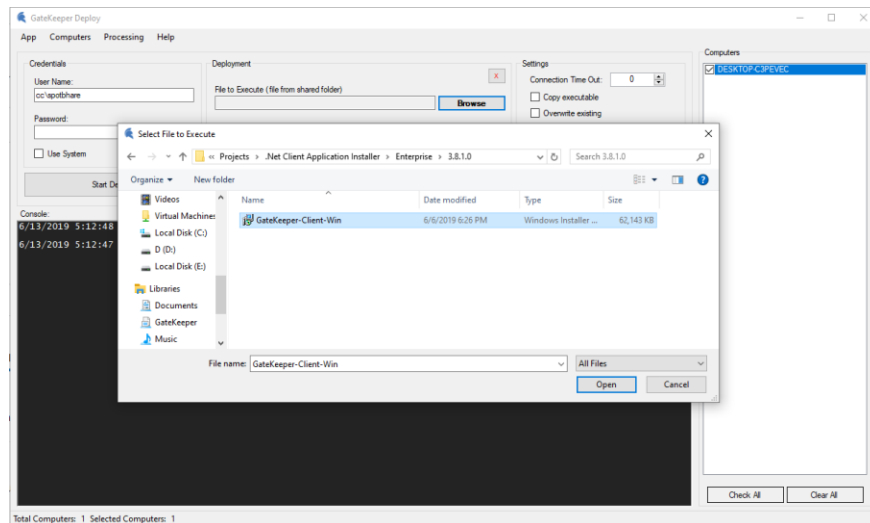 GateKeeper Deploy
App Computers Processing Help
Credentials
User Name:
cc\spotbhare
Password:
Use System
Deployment
X
File to Execute (file from shared folder)
Browse
Settings
Connection Time Out: 0
Copy executable
Overwrite existing
Computers
DESKTOP-C3PEVEC
Start De
Console:
6/13/2019 5:12:48
6/13/2019 5:12:47
Select File to Execute
« Projects > .Net Client Application Installer > Enterprise > 3.8.1.0
Search 3.8.1.0
Organize New folder
Videos
Virtual Machines
Local Disk (C:)
D (D:)
Local Disk (E:)
Libraries
Documents
GateKeeper
Music
Name Date modified Type Size
GateKeeper-Client-Win 6/6/2019 6:26 PM Windows Installer ... 62,143 KB
File name: GateKeeper-Client-Win
All Files
Open Cancel
Check All Clear All
Total Computers: 1 Selected Computers: 1